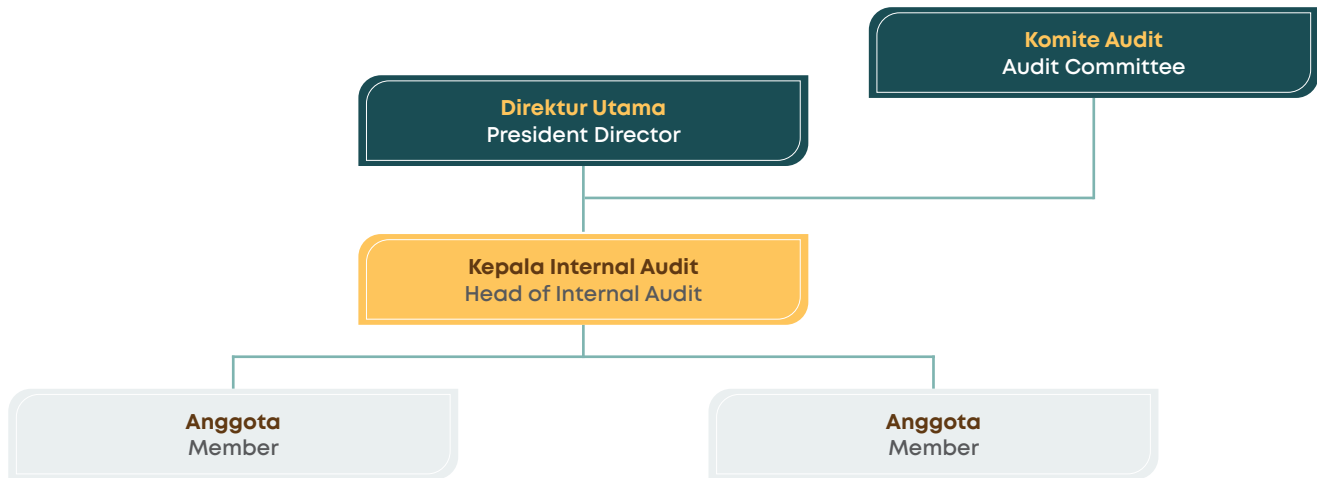 Komite Audit
Audit Committee
Direktur Utama
President Director
Kepala Internal Audit
Head of Internal Audit
Anggota
Member
Anggota
Member